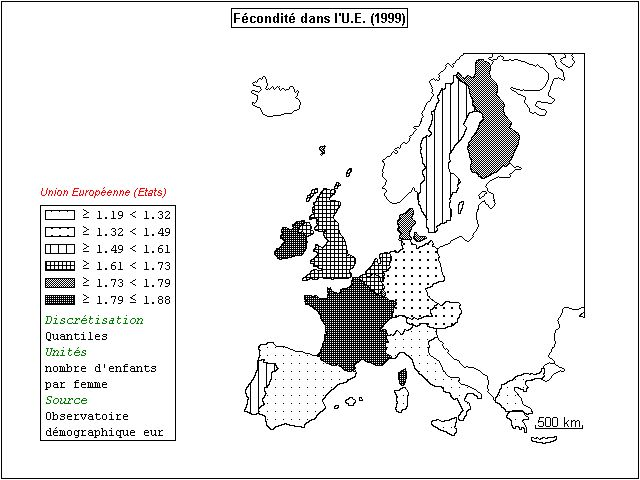 Fécondité dans l'U.E. (1999)
Union Européenne (Etats)
≥ 1.19 < 1.32
≥ 1.32 < 1.49
≥ 1.49 < 1.61
≥ 1.61 < 1.73
≥ 1.73 < 1.79
≥ 1.79 ≤ 1.88
Discrétisation
Quantiles
Unités
nombre d'enfants
par femme
Source
Observatoire
démographique eur
500 km